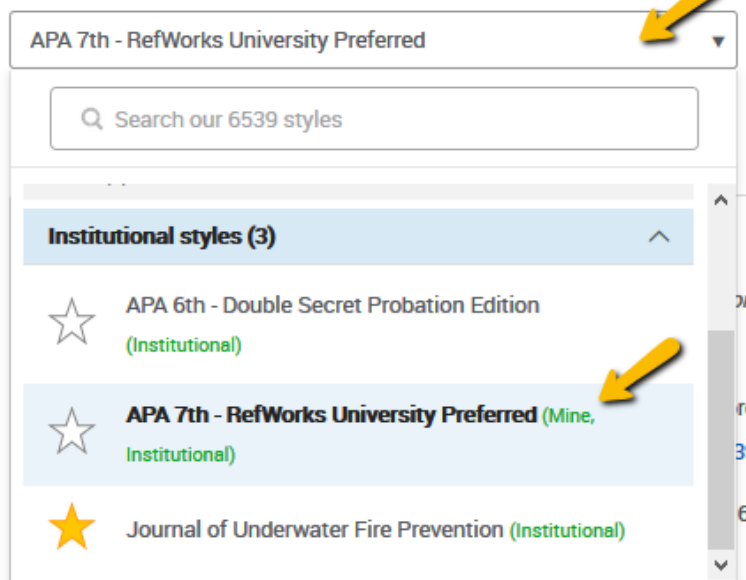 APA 7th - RefWorks University Preferred
Search our 6539 styles
Institutional styles (3)
APA 6th - Double Secret Probation Edition
(Institutional)
APA 7th - RefWorks University Preferred (Mine,
Institutional)
Journal of Underwater Fire Prevention (Institutional)